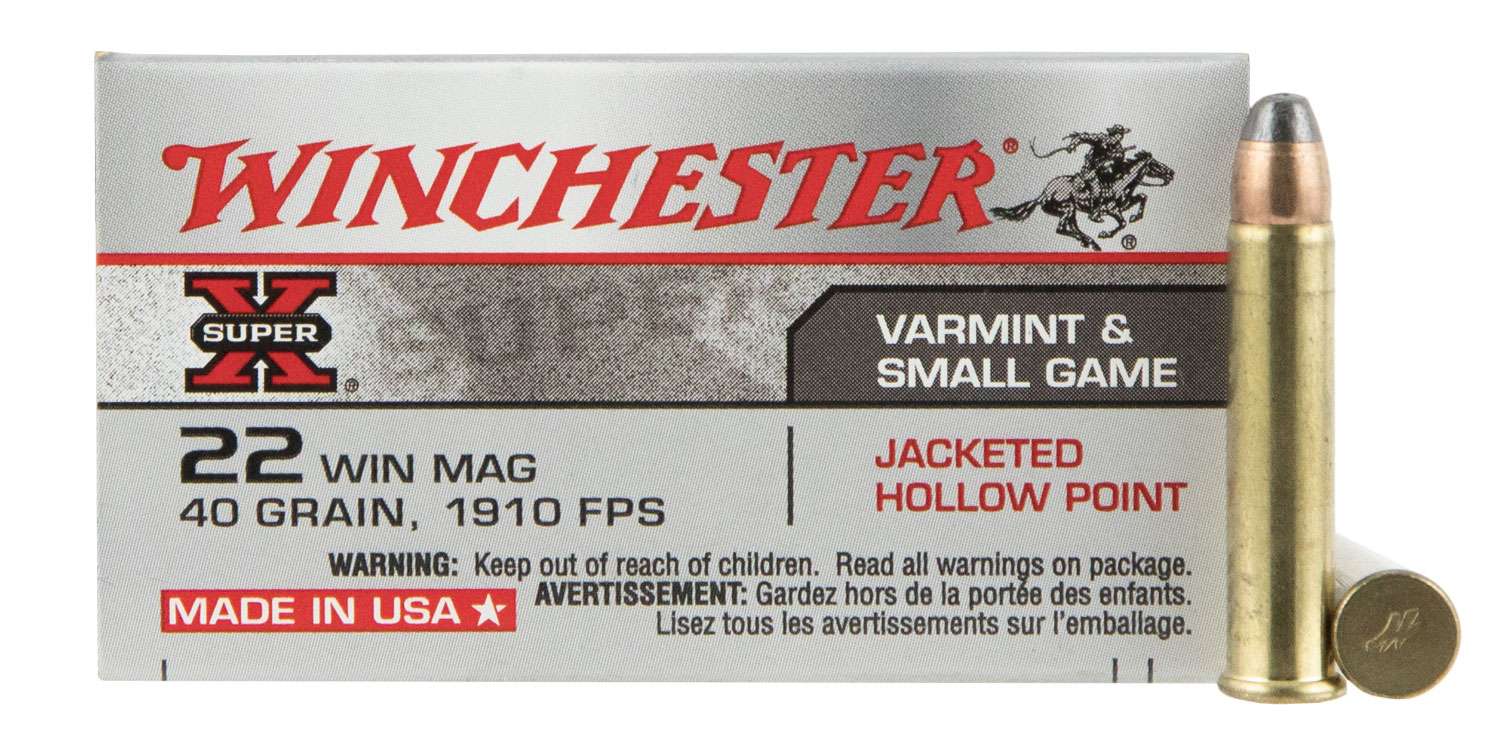 WINCHESTER®
®
SUPER X ®
VARMINT &
SMALL GAME
22 WIN MAG
40 GRAIN, 1910 FPS
JACKETED
HOLLOW POINT
WARNING: Keep out of reach of children. Read all warnings on package.
AVERTISSEMENT: Gardez hors de la portée des enfants.
Lisez tous les avertissements sur l'emballage.
MADE IN USA